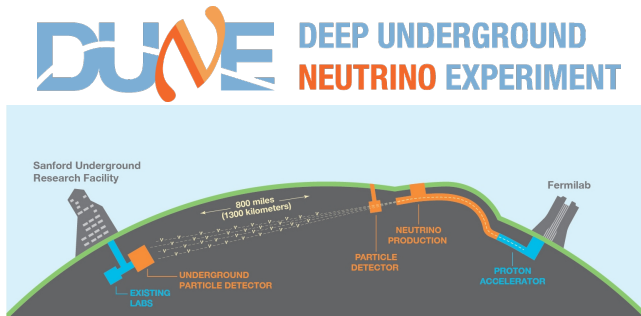 DUNE
DEEP UNDERGROUND
NEUTRINO EXPERIMENT
Sanford Underground
Research Facility
Fermilab
800 miles
(1300 kilometers)
NEUTRINO
PRODUCTION
PARTICLE
DETECTOR
PROTON
ACCELERATOR
UNDERGROUND
PARTICLE DETECTOR
EXISTING
LABS